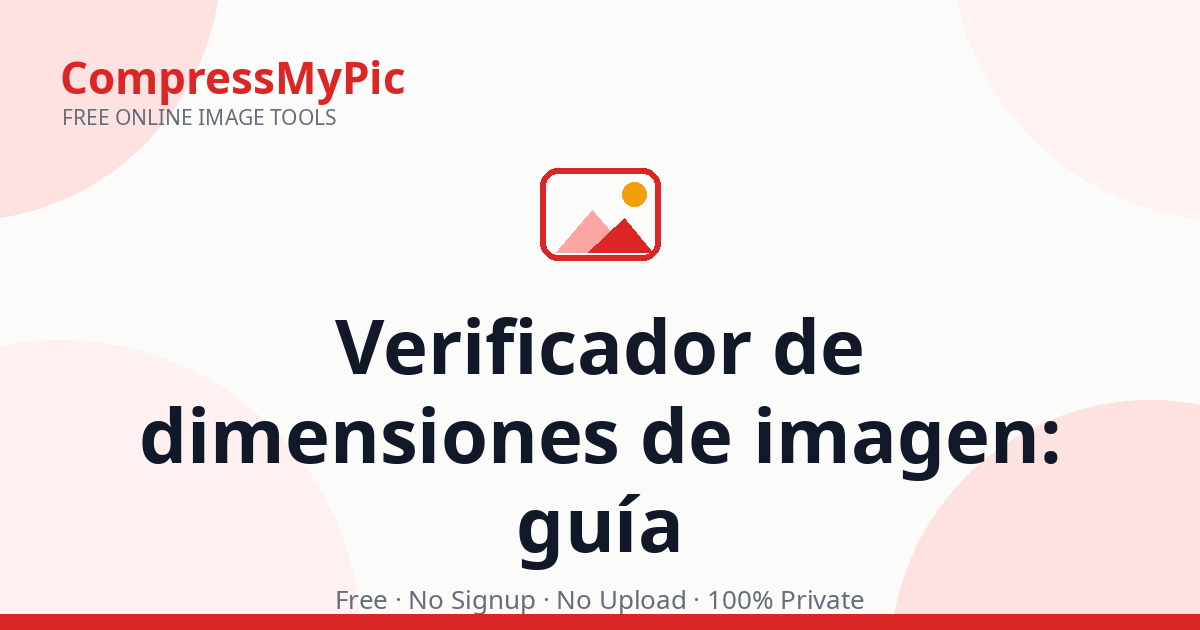 CompressMyPic
FREE ONLINE IMAGE TOOLS
Verificador de
dimensiones de imagen:
guía
Free · No Signup · No Upload · 100% Private